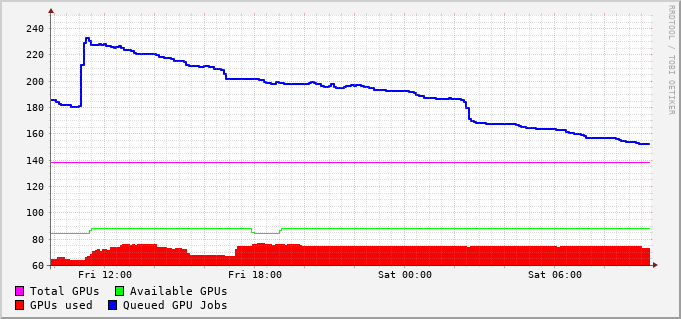 240
220
200
180
160
140
120
100
80
60
Fri 12:00 Fri 18:00 Sat 00:00 Sat 06:00
Total GPUs Available GPUs
GPUs used Queued GPU Jobs
RRDTOOL / TOBI OETIKER